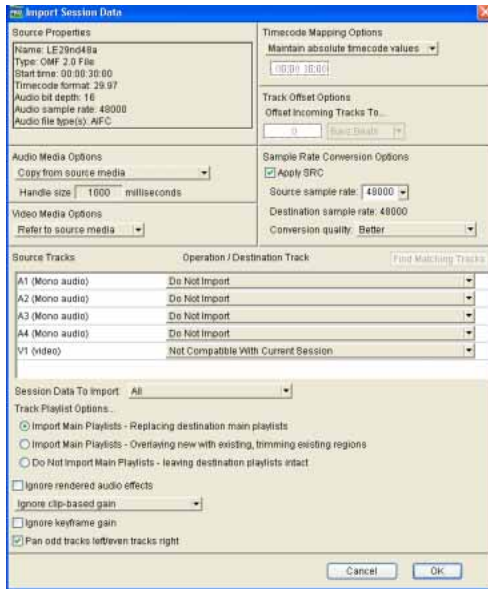 Import Session Data
Source Properties
Name: LE29nd48a
Type: OMF 2.0 File
Start time: 00:00:30:00
Timecode format: 29.97
Audio bit depth: 16
Audio sample rate: 48000
Audio file type(s): AIFC
Timecode Mapping Options
Maintain absolute timecode values
00:00:30:00
Track Offset Options
Offset Incoming Tracks To...
0
Audio Media Options
Copy from source media
Handle size 1000 milliseconds
Video Media Options
Refer to source media
Sample Rate Conversion Options
Apply SRC
Source sample rate: 48000
Destination sample rate: 48000
Conversion quality: Better
Source Tracks Operation / Destination Track Find Matching Tracks
A1 (Mono audio) Do Not Import
A2 (Mono audio) Do Not Import
A3 (Mono audio) Do Not Import
A4 (Mono audio) Do Not Import
V1 (video) Not Compatible With Current Session
Session Data To Import: All
Track Playlist Options...
Import Main Playlists - Replacing destination main playlists
Import Main Playlists - Overlaying new with existing, trimming existing regions
Do Not Import Main Playlists - leaving destination playlists intact
Ignore rendered audio effects
Ignore clip-based gain
Ignore keyframe gain
Pan odd tracks left/even tracks right
Cancel OK